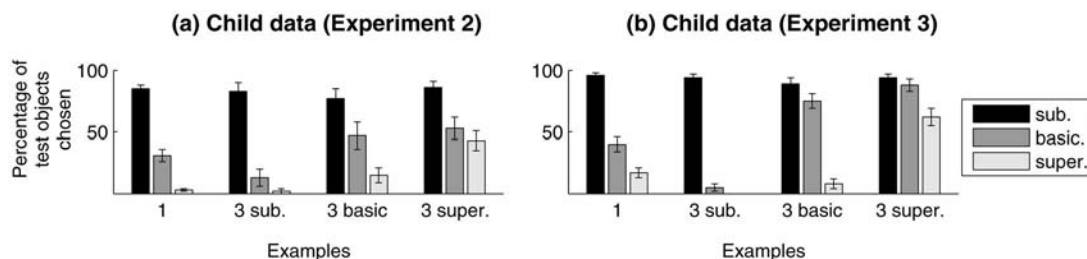 (a) Child data (Experiment 2)
(b) Child data (Experiment 3)
Percentage of
test objects
chosen
100
50
1
3 sub.
3 basic
3 super.
Examples
100
50
1
3 sub.
3 basic
3 super.
Examples
sub.
basic.
super.